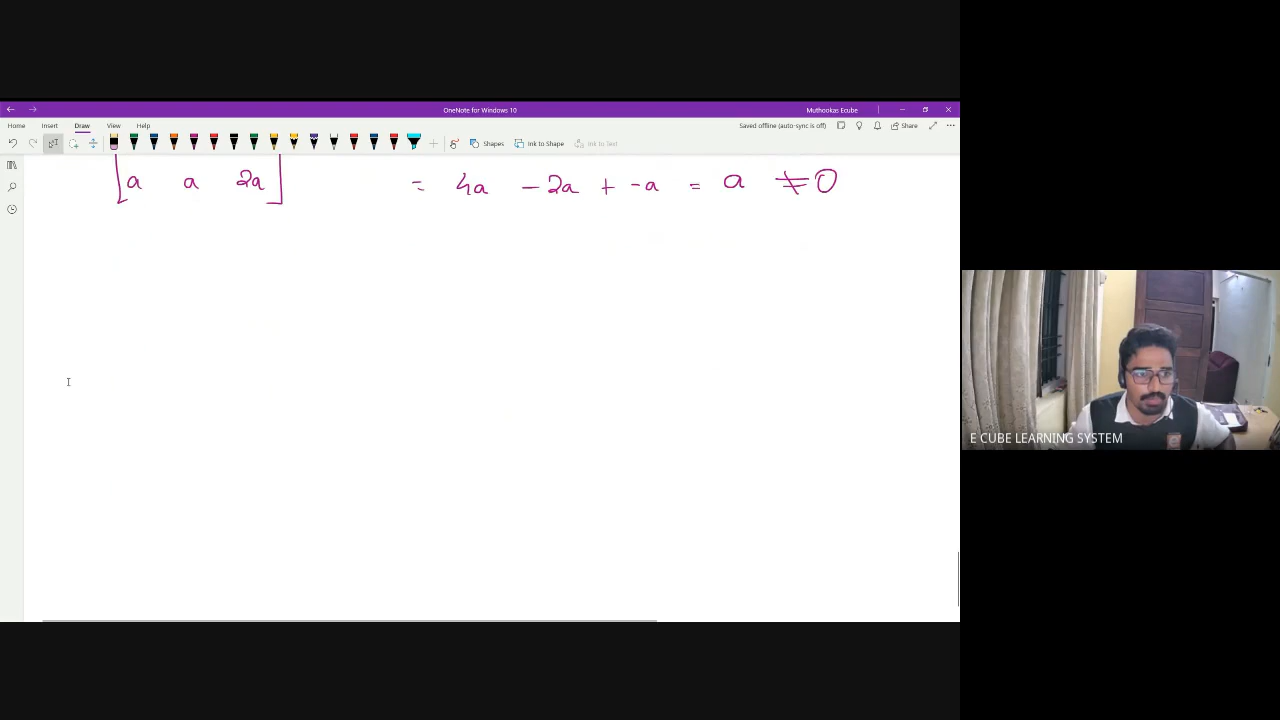 OneNote for Windows 10
Muthookas Ecube
Home Insert Draw View Help
Saved offline (auto-sync is off)
Share
Shapes
Ink to Shape
Ink to Text
a a 2a = 4a - 2a + -a = a ≠ 0
E CUBE LEARNING SYSTEM